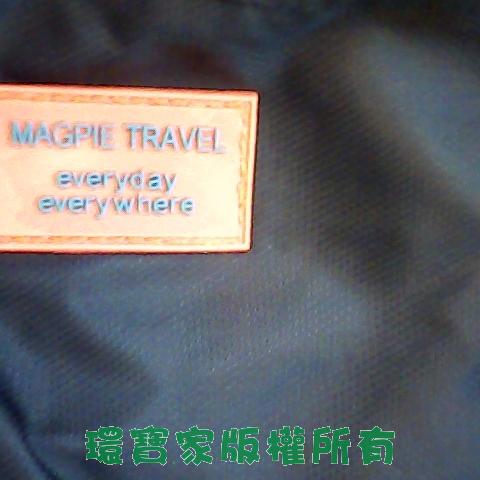 MAGPIE TRAVEL
everyday
everywhere
環寶家版權所有